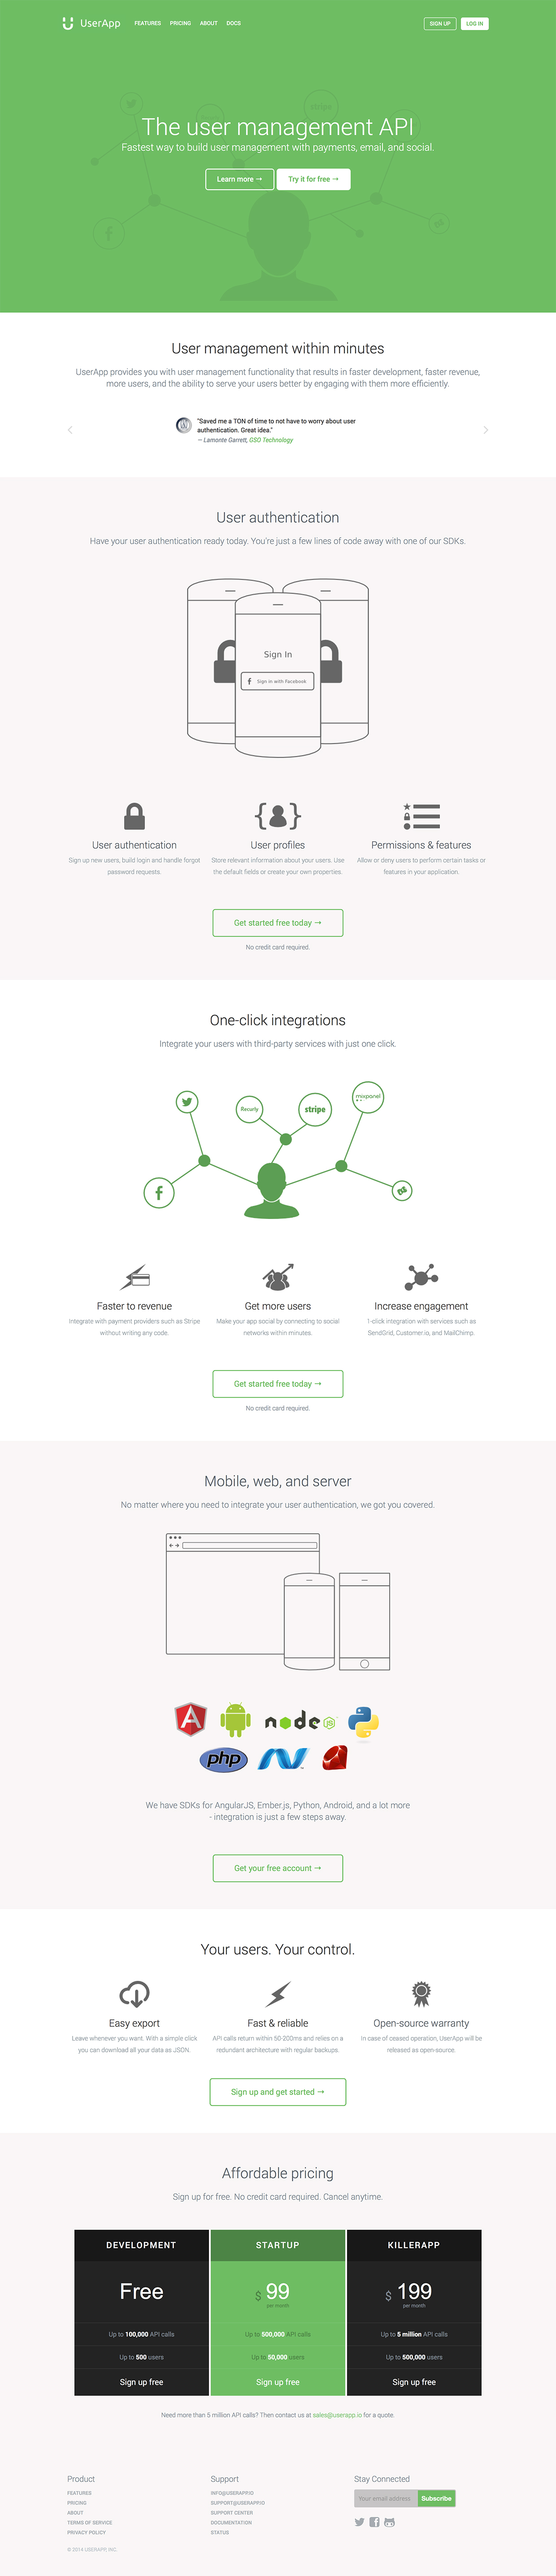 UserApp
FEATURES PRICING ABOUT DOCS
SIGN UP LOG IN
stripe
The user management API
Fastest way to build user management with payments, email, and social.
Learn more → Try it for free →
User management within minutes
UserApp provides you with user management functionality that results in faster development, faster revenue,
more users, and the ability to serve your users better by engaging with them more efficiently.
"Saved me a TON of time to not have to worry about user
authentication. Great idea."
— Lamonte Garrett, GSO Technology
User authentication
Have your user authentication ready today. You're just a few lines of code away with one of our SDKs.
Sign In
f Sign in with Facebook
User authentication
Sign up new users, build login and handle forgot
password requests.
User profiles
Store relevant information about your users. Use
the default fields or create your own properties.
Permissions & features
Allow or deny users to perform certain tasks or
features in your application.
Get started free today →
No credit card required.
One-click integrations
Integrate your users with third-party services with just one click.
Recurly
stripe
mixpanel
f
Faster to revenue
Integrate with payment providers such as Stripe
without writing any code.
Get more users
Make your app social by connecting to social
networks within minutes.
Increase engagement
1-click integration with services such as
SendGrid, Customer.io, and MailChimp.
Get started free today →
No credit card required.
Mobile, web, and server
No matter where you need to integrate your user authentication, we got you covered.
A
node JS
php
We have SDKs for AngularJS, Ember.js, Python, Android, and a lot more
- integration is just a few steps away.
Get your free account →
Your users. Your control.
Easy export
Leave whenever you want. With a simple click
you can download all your data as JSON.
Fast & reliable
API calls return within 50-200ms and relies on a
redundant architecture with regular backups.
Open-source warranty
In case of ceased operation, UserApp will be
released as open-source.
Sign up and get started →
Affordable pricing
Sign up for free. No credit card required. Cancel anytime.
DEVELOPMENT
Free
Up to 100,000 API calls
Up to 500 users
Sign up free
STARTUP
$ 99
per month
Up to 500,000 API calls
Up to 50,000 users
Sign up free
KILLERAPP
$ 199
per month
Up to 5 million API calls
Up to 500,000 users
Sign up free
Need more than 5 million API calls? Then contact us at sales@userapp.io for a quote.
Product
FEATURES
PRICING
ABOUT
TERMS OF SERVICE
PRIVACY POLICY
Support
INFO@USERAPP.IO
SUPPORT@USERAPP.IO
SUPPORT CENTER
DOCUMENTATION
STATUS
Stay Connected
Your email address Subscribe
© 2014 USERAPP, INC.